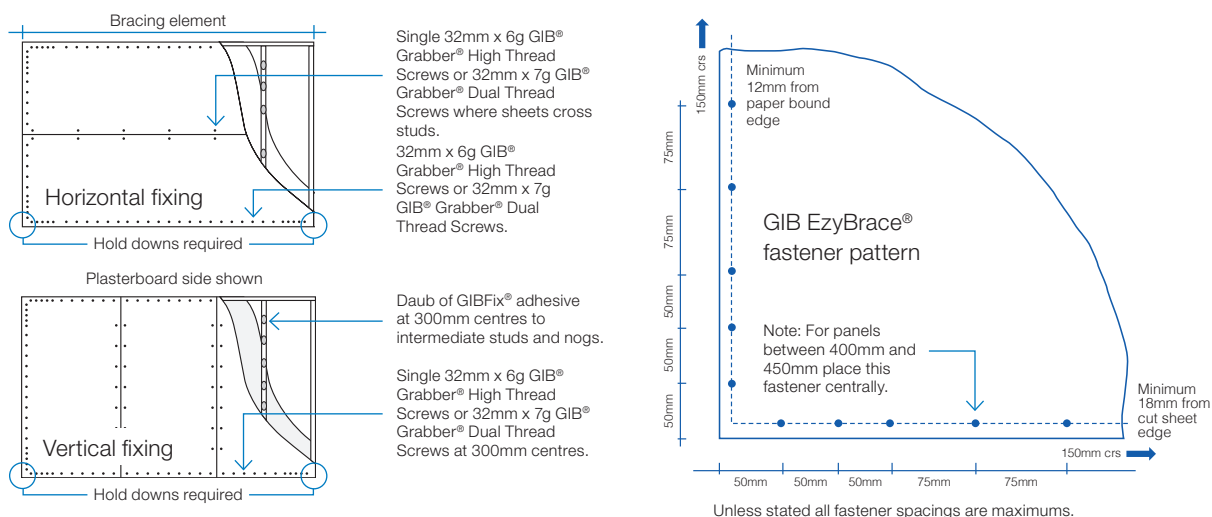 Bracing element
Horizontal fixing
Hold downs required
Single 32mm x 6g GIB®
Grabber® High Thread
Screws or 32mm x 7g GIB®
Grabber® Dual Thread
Screws where sheets cross
studs.
32mm x 6g GIB®
Grabber® High Thread
Screws or 32mm x 7g
GIB® Grabber® Dual
Thread Screws.
Plasterboard side shown
Vertical fixing
Hold downs required
Daub of GIBFix® adhesive
at 300mm centres to
intermediate studs and nogs.
Single 32mm x 6g GIB®
Grabber® High Thread
Screws or 32mm x 7g GIB®
Grabber® Dual Thread
Screws at 300mm centres.
150mm crs
Minimum
12mm from
paper bound
edge
75mm
75mm
50mm
50mm
50mm
GIB EzyBrace®
fastener pattern
Note: For panels
between 400mm and
450mm place this
fastener centrally.
Minimum
18mm from
cut sheet
edge
150mm crs
50mm
50mm
50mm
75mm
75mm
Unless stated all fastener spacings are maximums.